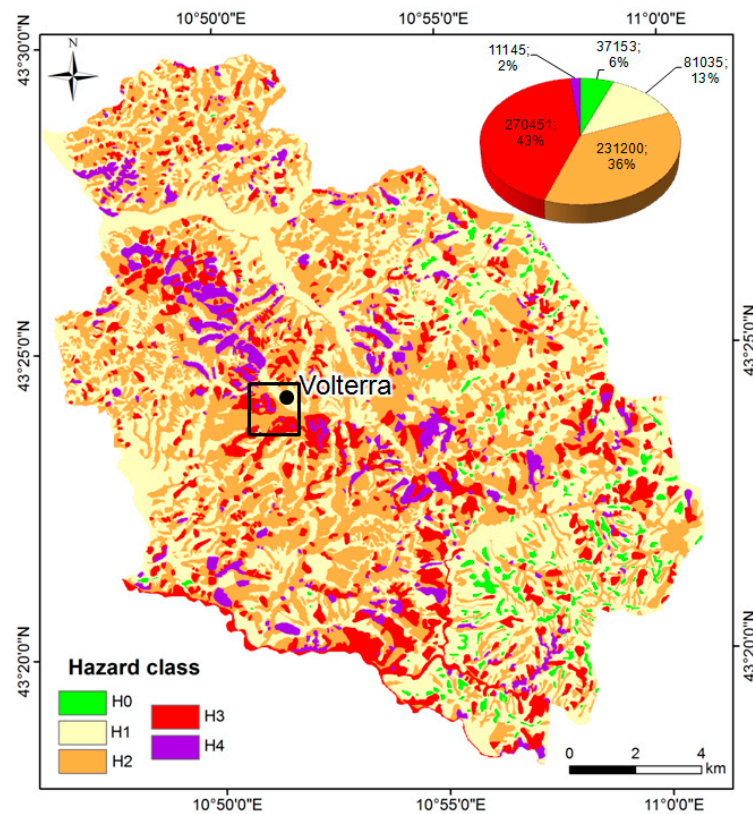 10°50'0"E
10°55'0"E
11°0'0"E
43°30'0"N
N
11145;
2%
37153;
6%
81035;
13%
270451;
43%
231200;
36%
43°25'0"N
43°25'0"N
Volterra
43°20'0"N
43°20'0"N
Hazard class
H0
H3
H1
H4
H2
0
2
4
km
10°50'0"E
10°55'0"E
11°0'0"E